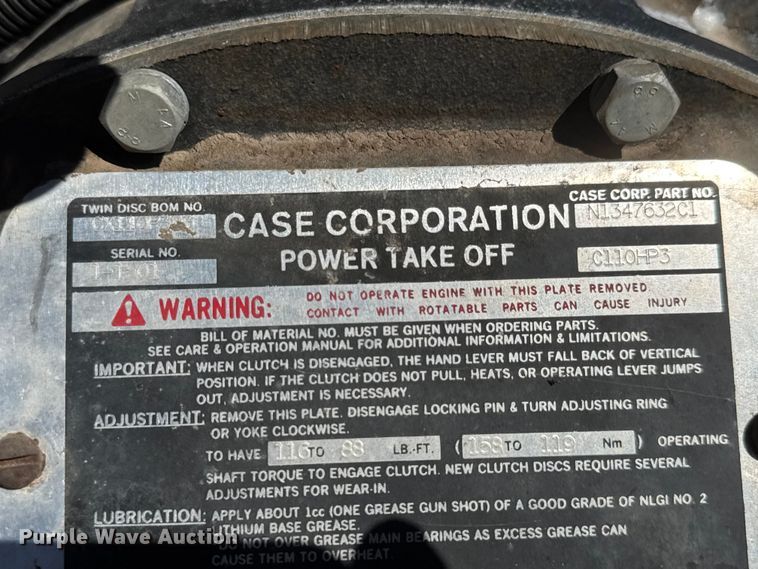 TWIN DISC BOM NO.
CASE CORP. PART NO.
N1347632C1
CASE CORPORATION
SERIAL NO.
POWER TAKE OFF
C110HP3
WARNING:
DO NOT OPERATE ENGINE WITH THIS PLATE REMOVED
CONTACT WITH ROTATABLE PARTS CAN CAUSE INJURY
BILL OF MATERIAL NO. MUST BE GIVEN WHEN ORDERING PARTS.
SEE CARE & OPERATION MANUAL FOR ADDITIONAL INFORMATION & LIMITATIONS.
IMPORTANT: WHEN CLUTCH IS DISENGAGED, THE HAND LEVER MUST FALL BACK OF VERTICAL
POSITION. IF THE CLUTCH DOES NOT PULL, HEATS, OR OPERATING LEVER JUMPS
OUT, ADJUSTMENT IS NECESSARY.
ADJUSTMENT: REMOVE THIS PLATE. DISENGAGE LOCKING PIN & TURN ADJUSTING RING
OR YOKE CLOCKWISE.
TO HAVE 116 TO 88 LB.-FT. ( 158 TO 119 Nm ) OPERATING
SHAFT TORQUE TO ENGAGE CLUTCH. NEW CLUTCH DISCS REQUIRE SEVERAL
ADJUSTMENTS FOR WEAR-IN.
LUBRICATION: APPLY ABOUT 1cc (ONE GREASE GUN SHOT) OF A GOOD GRADE OF NLGI NO. 2
LITHIUM BASE GREASE.
DO NOT OVER GREASE MAIN BEARINGS AS EXCESS GREASE CAN
CAUSE THEM TO OVERHEAT.
Purple Wave Auction